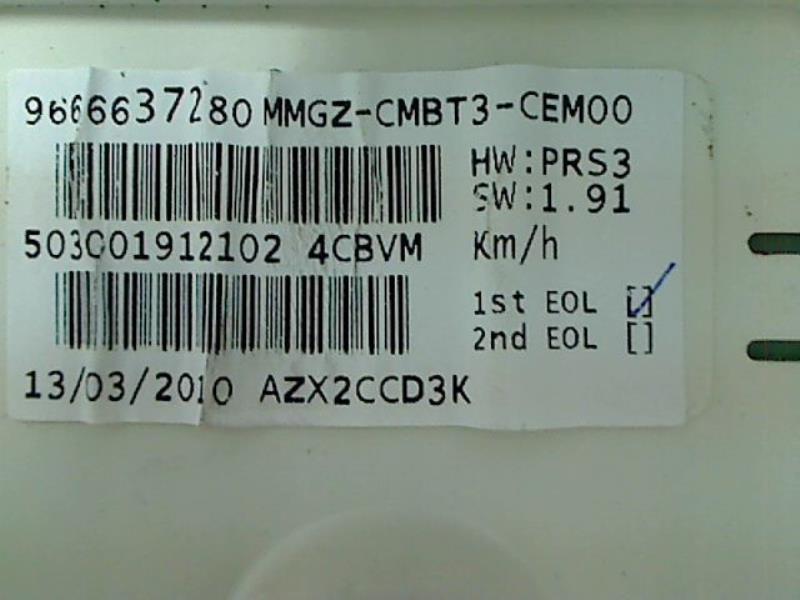 9666637280 MMGZ-CMBT3-CEM00
HW:PRS3
SW:1.91
503001912102 4CBVM Km/h
1st EOL []
2nd EOL []
13/03/2010 AZX2CCD3K